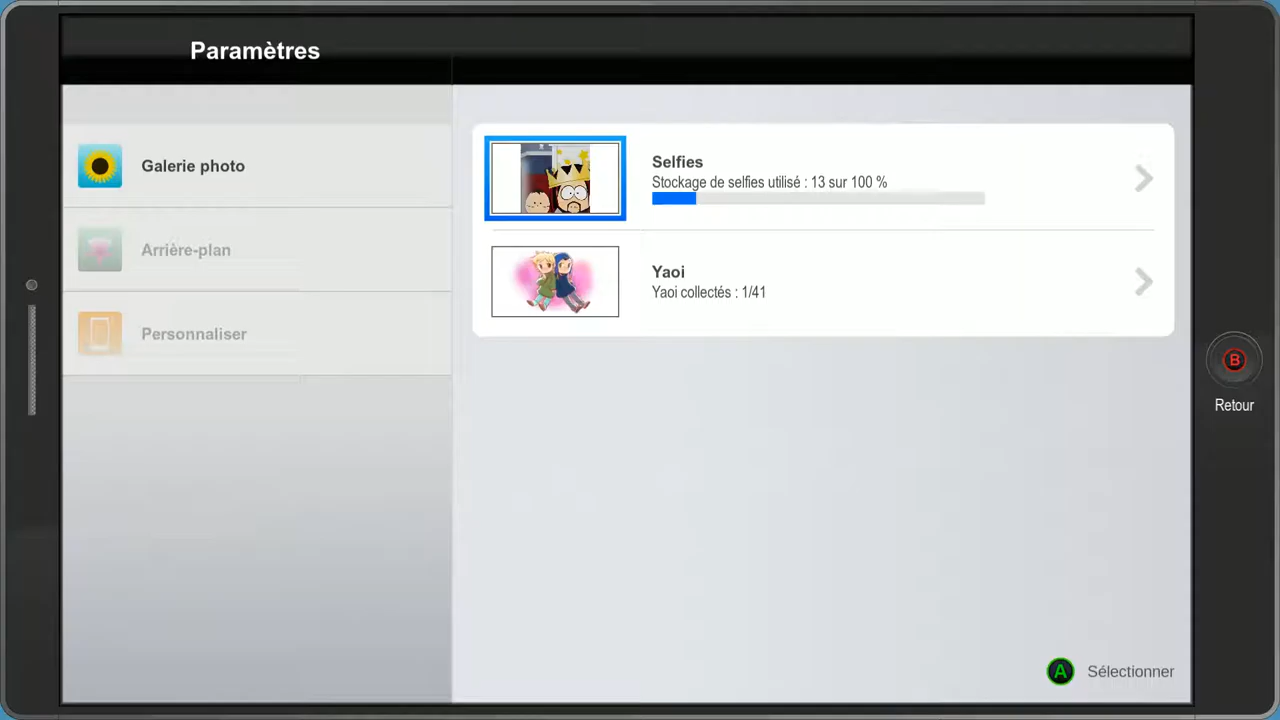 Paramètres
Galerie photo
Arrière-plan
Personnaliser
Selfies
Stockage de selfies utilisé : 13 sur 100 %
Yaoi
Yaoi collectés : 1/41
B
Retour
A Sélectionner